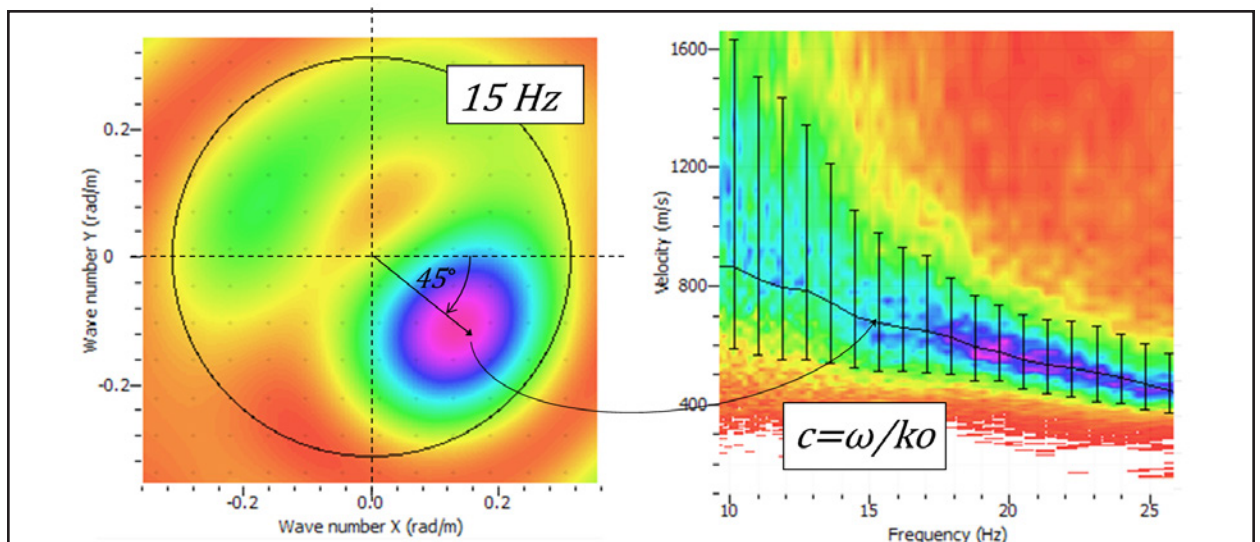 15 Hz
45°
0.2
0
-0.2
Wave number Y (rad/m)
-0.2
0.0
0.2
Wave number X (rad/m)
1600
1200
800
400
Velocity (m/s)
c=ω/ko
10
15
20
25
Frequency (Hz)